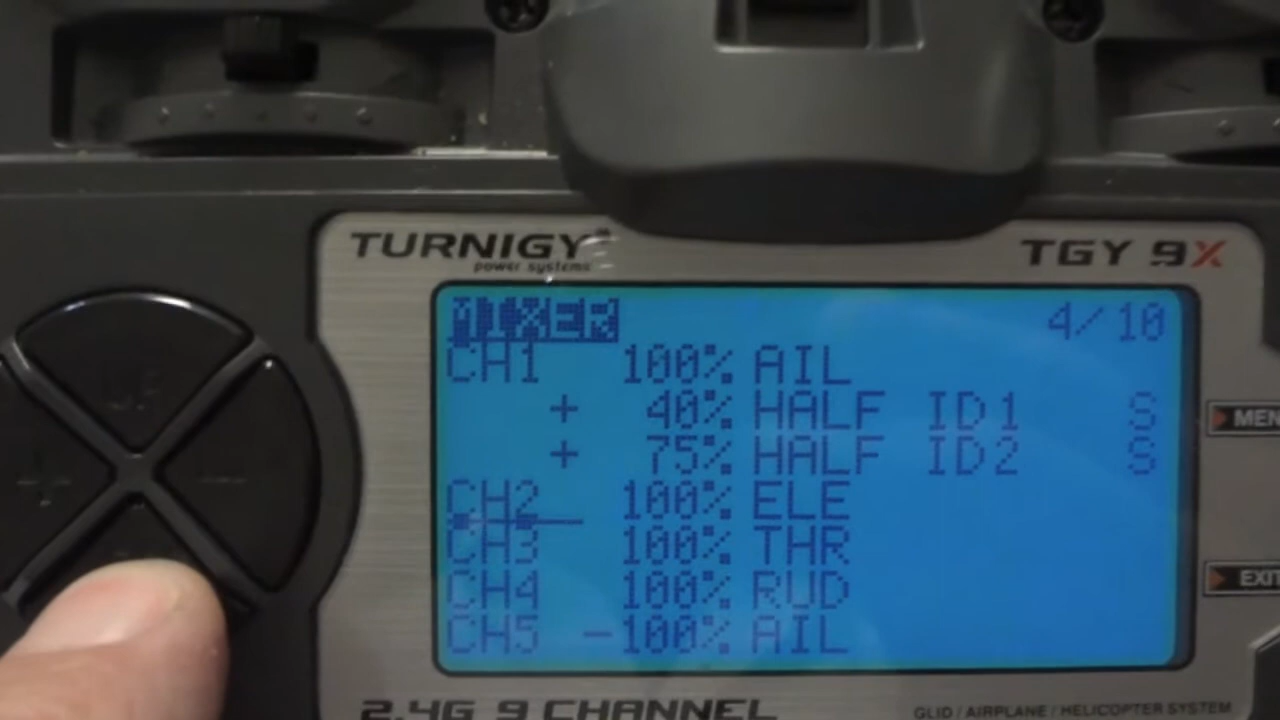 TURNIGY
power systems
TGY 9X
MIXER 4/10
CH1 100% AIL
+ 40% HALF ID1 S
+ 75% HALF ID2 S
CH2 100% ELE
CH3 100% THR
CH4 100% RUD
CH5 -100% AIL
MEN
EXIT
2.4G 9 CHANNEL
GLID / AIRPLANE / HELICOPTER SYSTEM